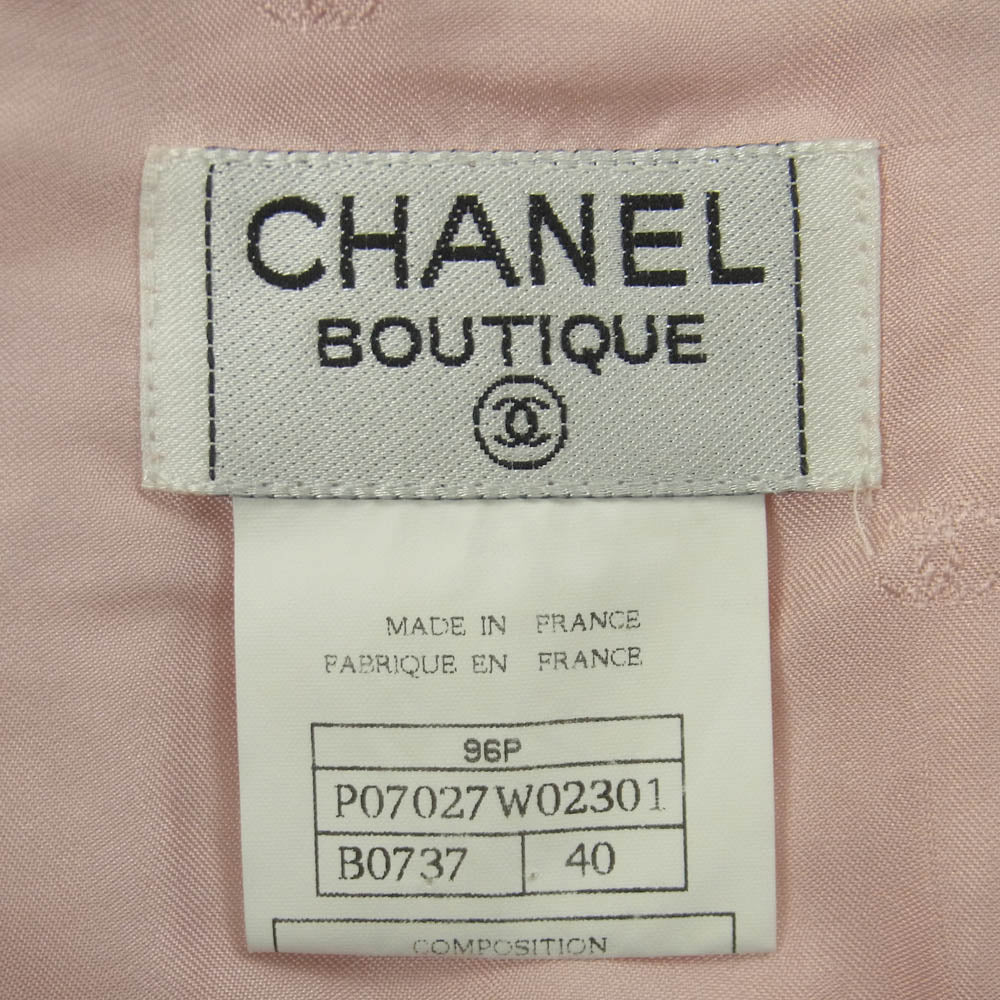 CHANEL
BOUTIQUE
MADE IN FRANCE
FABRIQUE EN FRANCE
96P
P07027W02301
B0737 40
COMPOSITION